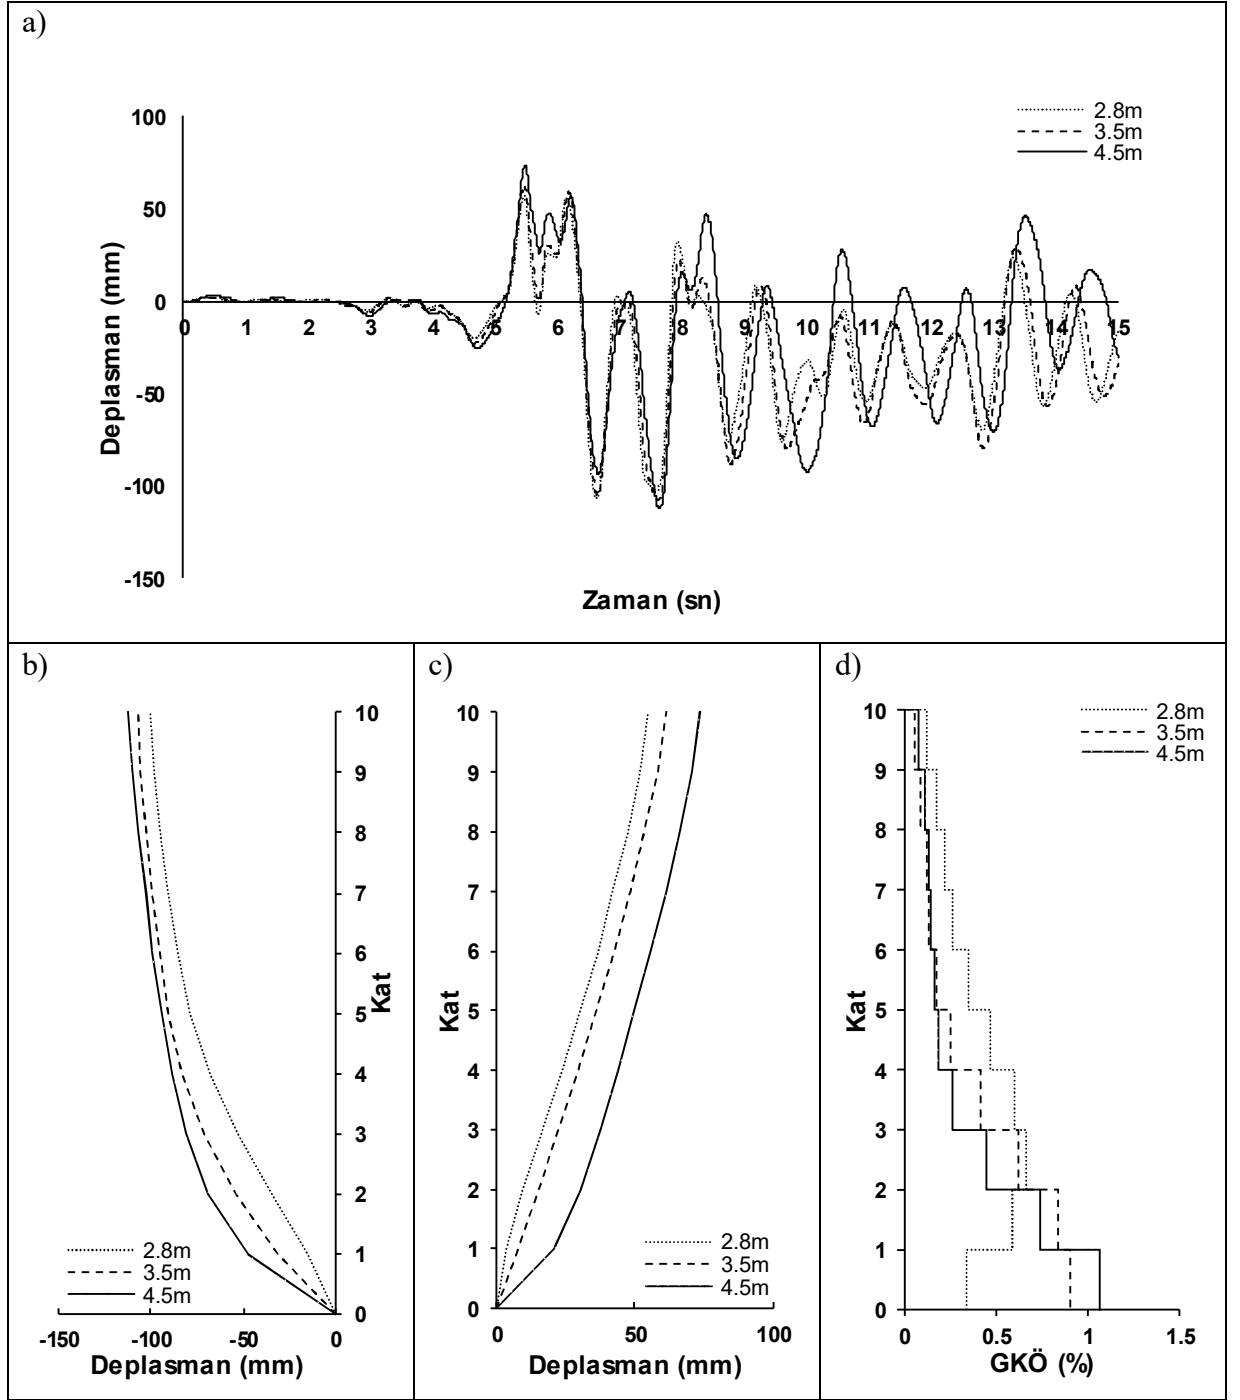 a)
2.8m
3.5m
4.5m
100
50
0
-50
-100
-150
Deplasman (mm)
0 1 2 3 4 5 6 7 8 9 10 11 12 13 14 15
Zaman (sn)
b)
10
9
8
7
6
5
4
3
2
1
0
Kat
2.8m
3.5m
4.5m
-150 -100 -50 0
Deplasman (mm)
c)
10
9
8
7
6
5
4
3
2
1
0
Kat
2.8m
3.5m
4.5m
0 50 100
Deplasman (mm)
d)
2.8m
3.5m
4.5m
10
9
8
7
6
5
4
3
2
1
0
Kat
0 0.5 1 1.5
GKÖ (%)